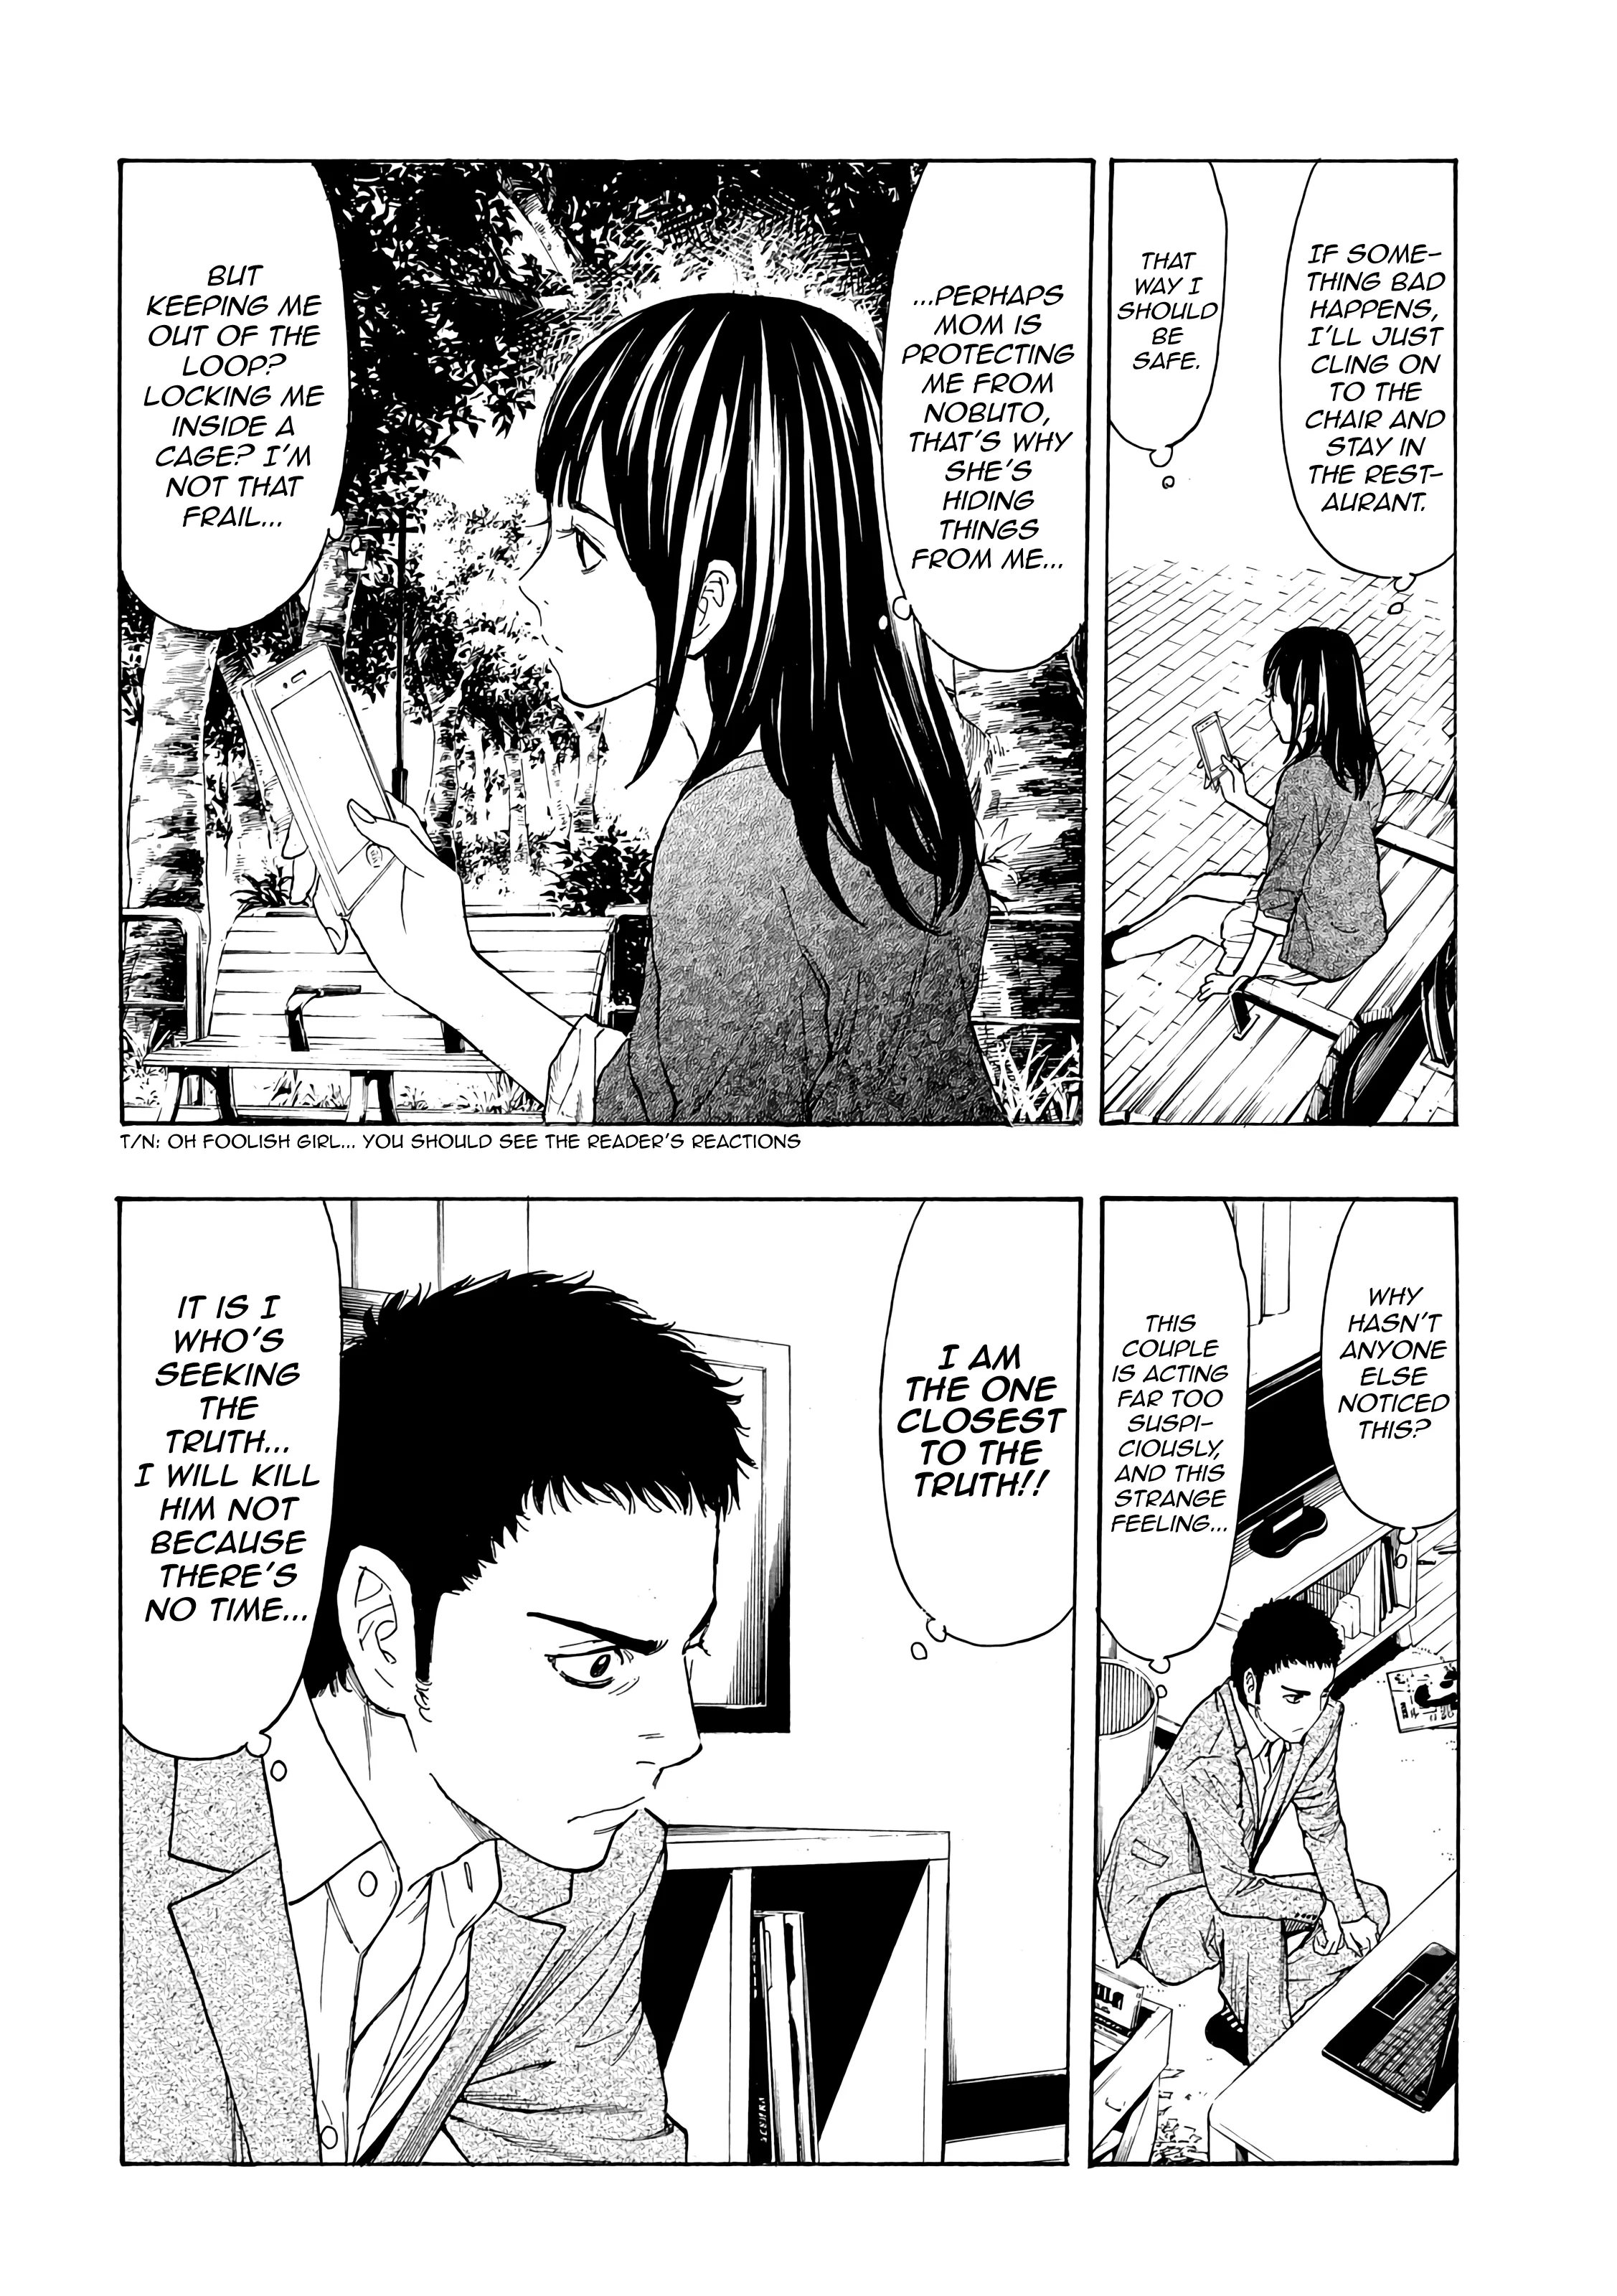 IF SOME-
THING BAD
HAPPENS,
I'LL JUST
CLING ON
TO THE
CHAIR AND
STAY IN
THE REST-
AURANT.
THAT
WAY I
SHOULD
BE
SAFE.
...PERHAPS
MOM IS
PROTECTING
ME FROM
NOBUTO,
THAT'S WHY
SHE'S
HIDING
THINGS
FROM ME...
BUT
KEEPING ME
OUT OF THE
LOOP?
LOCKING ME
INSIDE A
CAGE? I'M
NOT THAT
FRAIL...
T/N: OH FOOLISH GIRL... YOU SHOULD SEE THE READER'S REACTIONS
WHY
HASN'T
ANYONE
ELSE
NOTICED
THIS?
THIS
COUPLE
IS ACTING
FAR TOO
SUSPI-
CIOUSLY,
AND THIS
STRANGE
FEELING...
I AM
THE ONE
CLOSEST
TO THE
TRUTH!!
IT IS I
WHO'S
SEEKING
THE
TRUTH...
I WILL KILL
HIM NOT
BECAUSE
THERE'S
NO TIME...